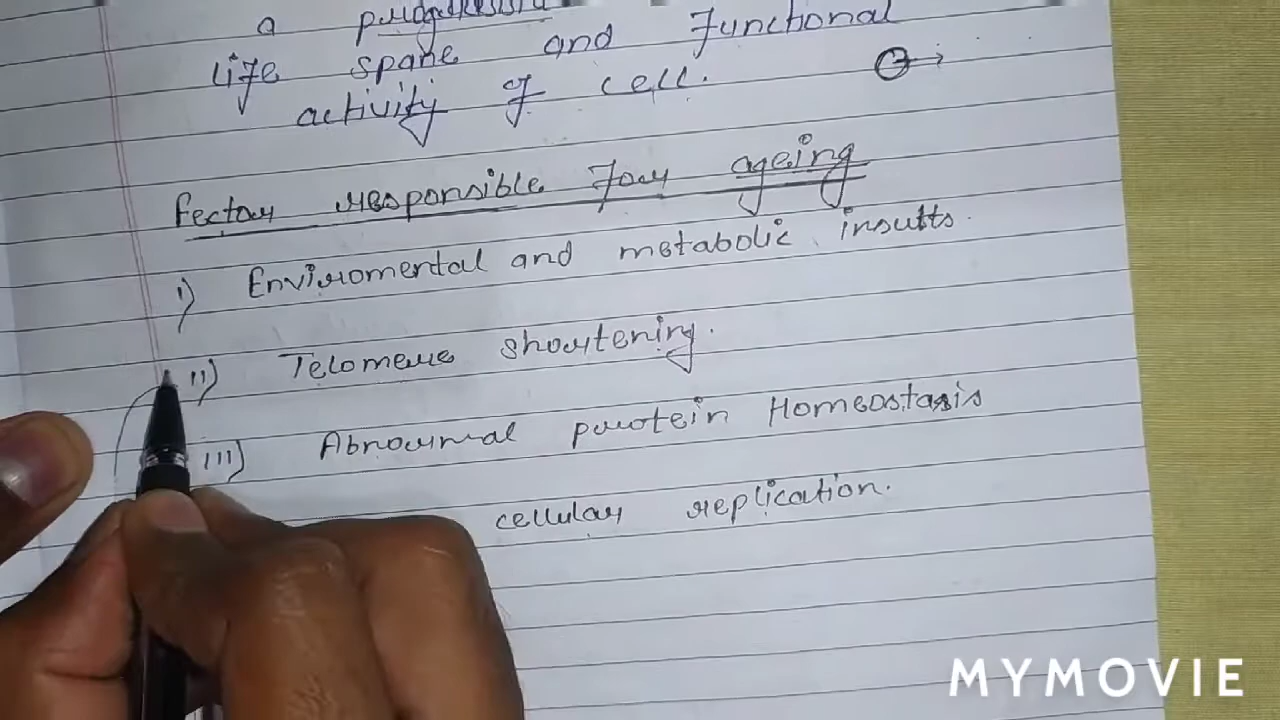 a
life spane and Functional
activity of cell.
Fector responsible For ageing
i) Enviromental and metabolic insults.
ii) Telomere shortening.
iii) Abnormal protein Homeostasis
cellular replication.
MYMOVIE